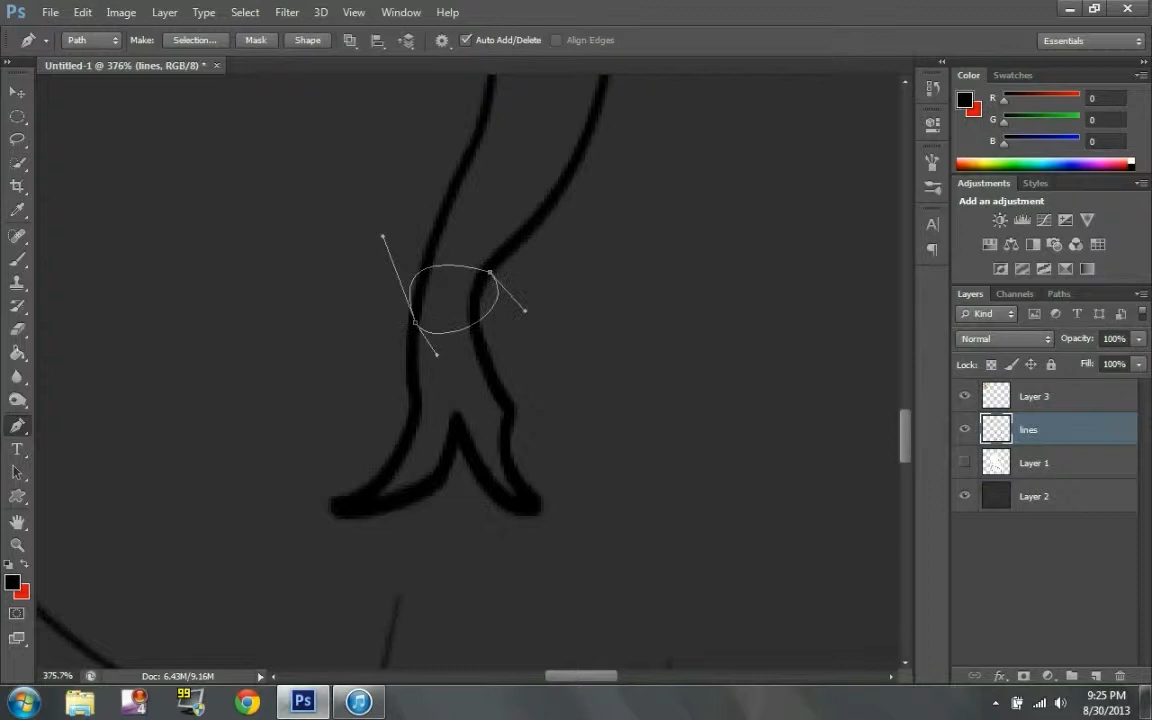 Ps File Edit Image Layer Type Select Filter 3D View Window Help
Path Make: Selection... Mask Shape Auto Add/Delete Align Edges Essentials
Untitled-1 @ 376% (lines, RGB/8) * ×
Color Swatches
R 0
G 0
B 0
Adjustments Styles
Add an adjustment
Layers Channels Paths
Kind
Normal Opacity: 100%
Lock: Fill: 100%
Layer 3
lines
Layer 1
Layer 2
375.7% Doc: 6.43M/9.16M
4
99
Ps
9:25 PM
8/30/2013